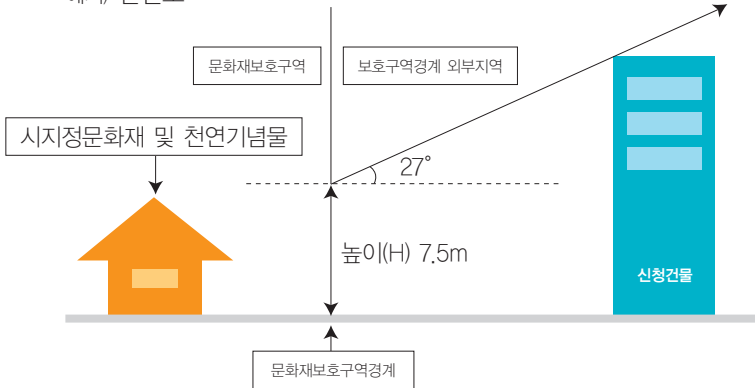 문화재보호구역
보호구역경계 외부지역
시지정문화재 및 천연기념물
27°
높이(H) 7.5m
신청건물
문화재보호구역경계